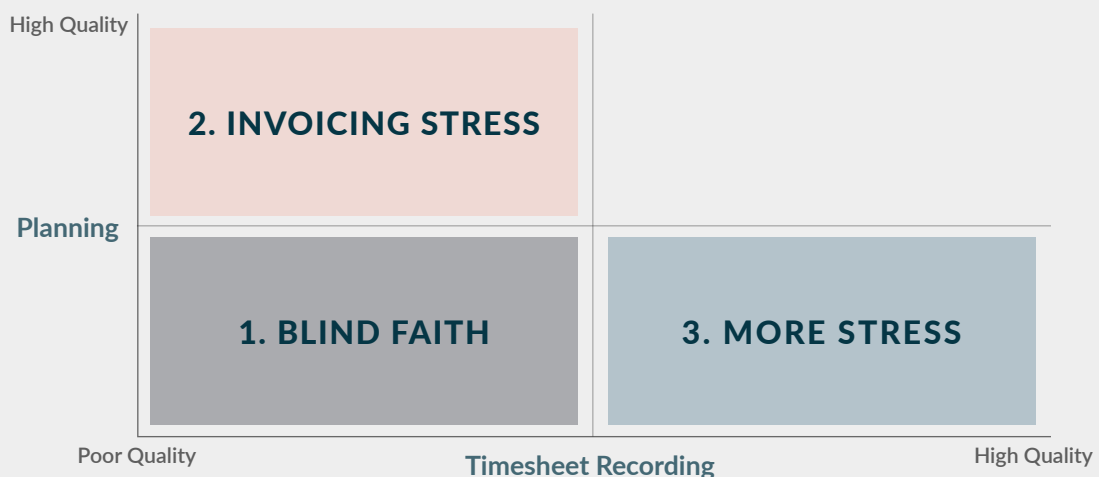 High Quality
2. INVOICING STRESS
Planning
1. BLIND FAITH
3. MORE STRESS
Poor Quality
Timesheet Recording
High Quality